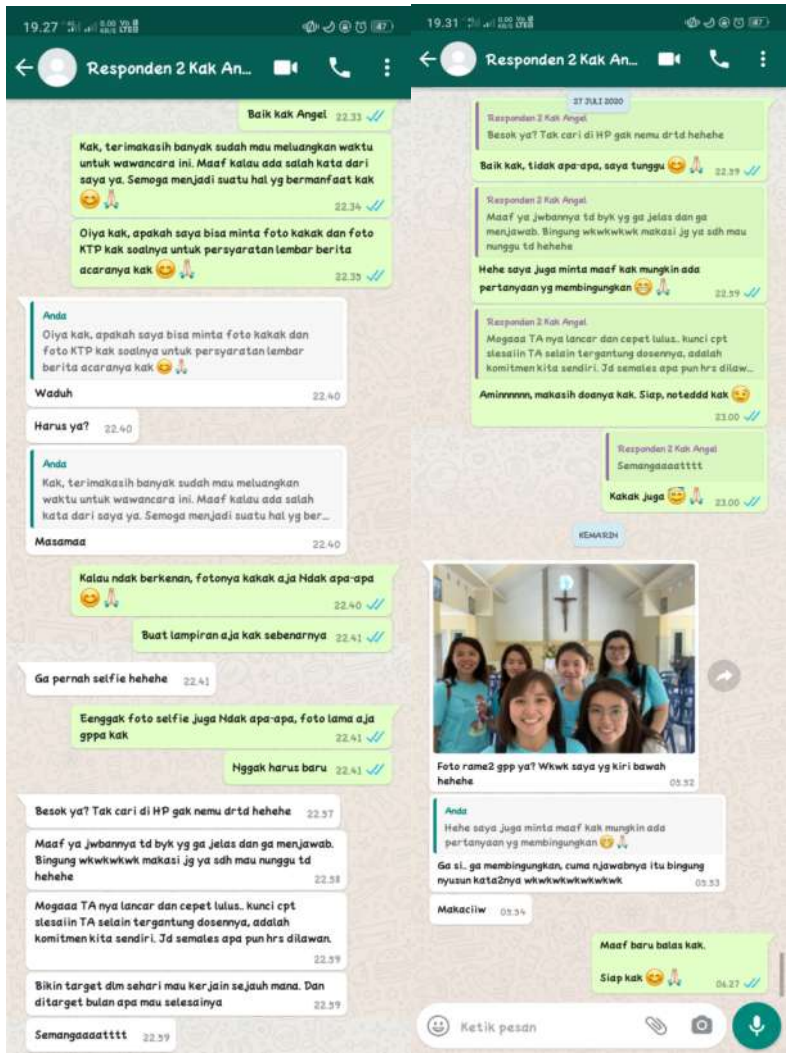 19.27
0.00 KB/S
47
Responden 2 Kak An...
Baik kak Angel 22.33
Kak, terimakasih banyak sudah mau meluangkan waktu
untuk wawancara ini. Maaf kalau ada salah kata dari
saya ya. Semoga menjadi suatu hal yg bermanfaat kak
22.34
Oiya kak, apakah saya bisa minta foto kakak dan foto
KTP kak soalnya untuk persyaratan lembar berita
acaranya kak
22.35
Anda
Oiya kak, apakah saya bisa minta foto kakak dan
foto KTP kak soalnya untuk persyaratan lembar
berita acaranya kak
Waduh 22.40
Harus ya? 22.40
Anda
Kak, terimakasih banyak sudah mau meluangkan
waktu untuk wawancara ini. Maaf kalau ada salah
kata dari saya ya. Semoga menjadi suatu hal yg ber...
Masamaa 22.40
Kalau ndak berkenan, fotonya kakak aja Ndak apa-apa
22.40
Buat lampiran aja kak sebenarnya 22.41
Ga pernah selfie hehehe 22.41
Eenggak foto selfie juga Ndak apa-apa, foto lama aja
gppa kak 22.41
Nggak harus baru 22.41
Besok ya? Tak cari di HP gak nemu drtd hehehe 22.57
Maaf ya jwbannya td byk yg ga jelas dan ga menjawab.
Bingung wkwkwkwk makasi jg ya sdh mau nunggu td
hehehe 22.58
Mogaaa TA nya lancar dan cepet lulus.. kunci cpt
slesaiin TA selain tergantung dosennya, adalah
komitmen kita sendiri. Jd semales apa pun hrs dilawan.
22.59
Bikin target dlm sehari mau kerjain sejauh mana. Dan
ditarget bulan apa mau selesainya 22.59
Semangaaaatttt 22.59
19.31
0.00 KB/S
47
Responden 2 Kak An...
27 JULI 2020
Responden 2 Kak Angel
Besok ya? Tak cari di HP gak nemu drtd hehehe
Baik kak, tidak apa-apa, saya tunggu 22.59
Responden 2 Kak Angel
Maaf ya jwbannya td byk yg ga jelas dan ga
menjawab. Bingung wkwkwkwk makasi jg ya sdh mau
nunggu td hehehe
Hehe saya juga minta maaf kak mungkin ada
pertanyaan yg membingungkan 22.59
Responden 2 Kak Angel
Mogaaa TA nya lancar dan cepet lulus.. kunci cpt
slesaiin TA selain tergantung dosennya, adalah
komitmen kita sendiri. Jd semales apa pun hrs dilaw...
Aminnnnnn, makasih doanya kak. Siap, noteddd kak
23.00
Responden 2 Kak Angel
Semangaaaatttt
Kakak juga 23.00
KEMARIN
Foto rame2 gpp ya? Wkwk saya yg kiri bawah
hehehe 05.52
Anda
Hehe saya juga minta maaf kak mungkin ada
pertanyaan yg membingungkan
Ga si.. ga membingungkan, cuma njawabnya itu bingung
nyusun kata2nya wkwkwkwkwkwkwk 05.53
Makaciiw 05.54
Maaf baru balas kak.
Siap kak 06.27
Ketik pesan